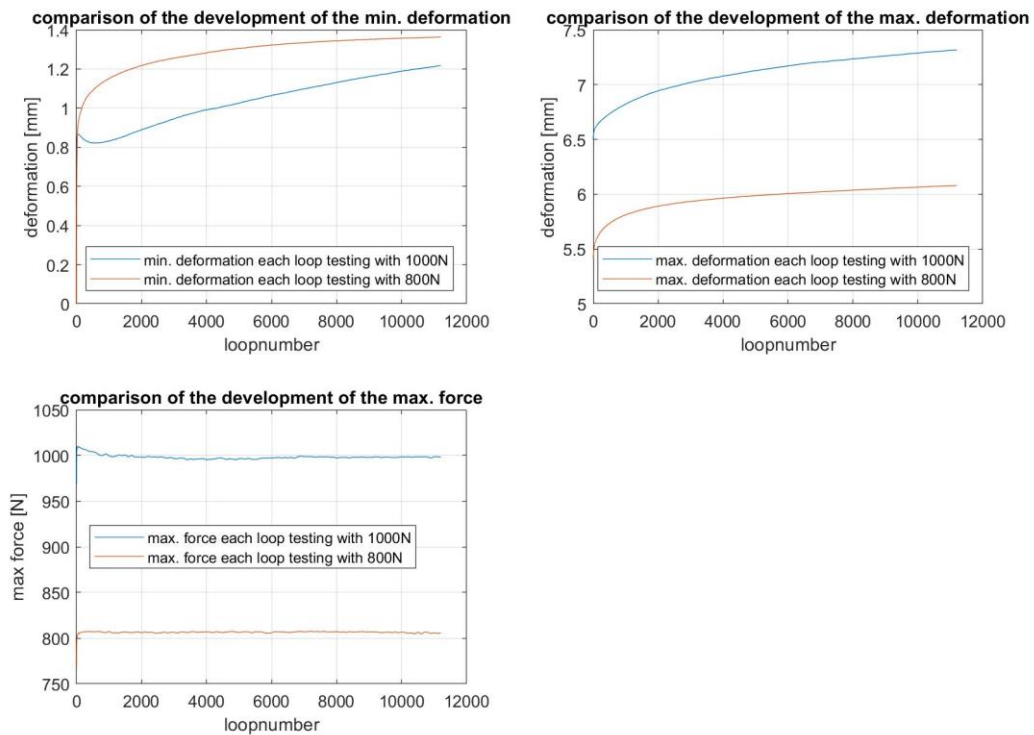 comparison of the development of the min. deformation
1.4
1.2
1
0.8
0.6
0.4
0.2
0
deformation [mm]
min. deformation each loop testing with 1000N
min. deformation each loop testing with 800N
0 2000 4000 6000 8000 10000 12000
loopnumber
comparison of the development of the max. deformation
7.5
7
6.5
6
5.5
5
deformation [mm]
max. deformation each loop testing with 1000N
max. deformation each loop testing with 800N
0 2000 4000 6000 8000 10000 12000
loopnumber
comparison of the development of the max. force
1050
1000
950
900
850
800
750
max force [N]
max. force each loop testing with 1000N
max. force each loop testing with 800N
0 2000 4000 6000 8000 10000 12000
loopnumber